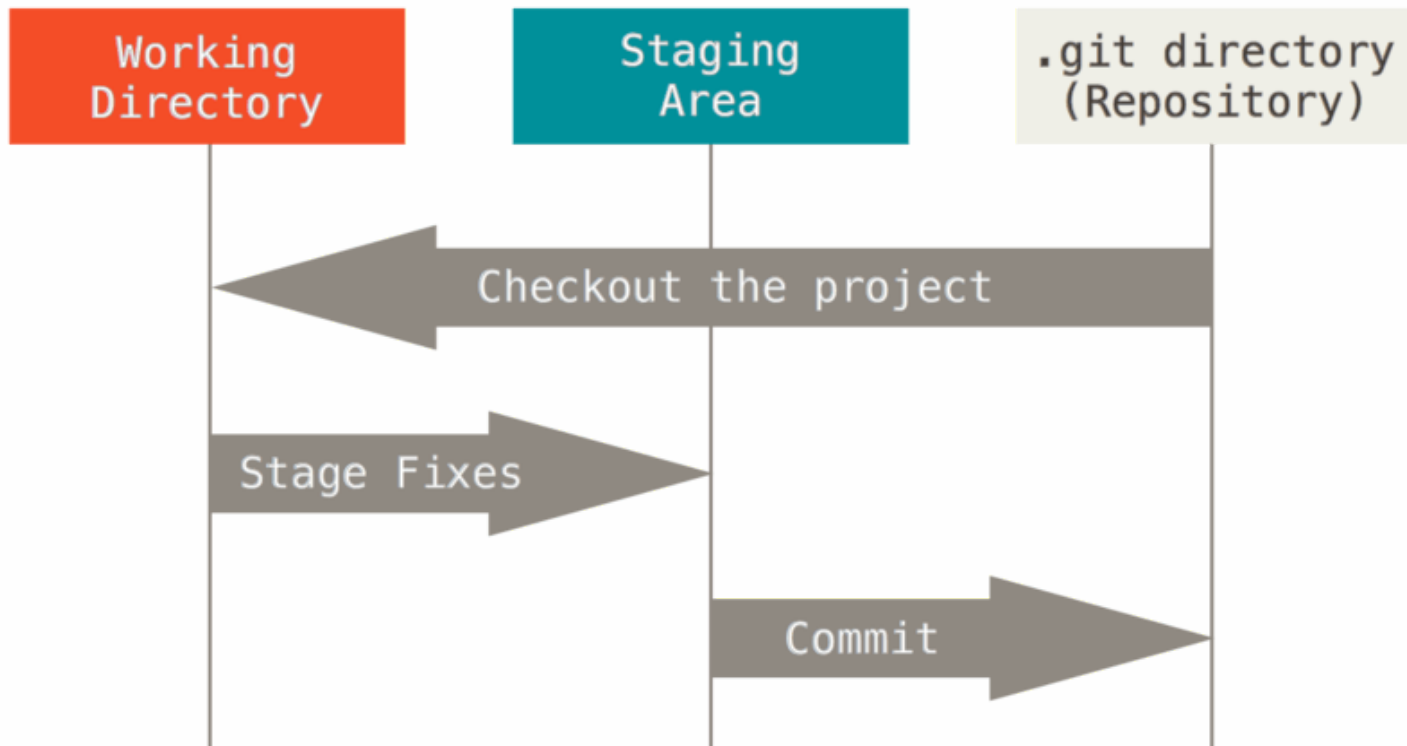 Working
Directory
Staging
Area
.git directory
(Repository)
Checkout the project
Stage Fixes
Commit